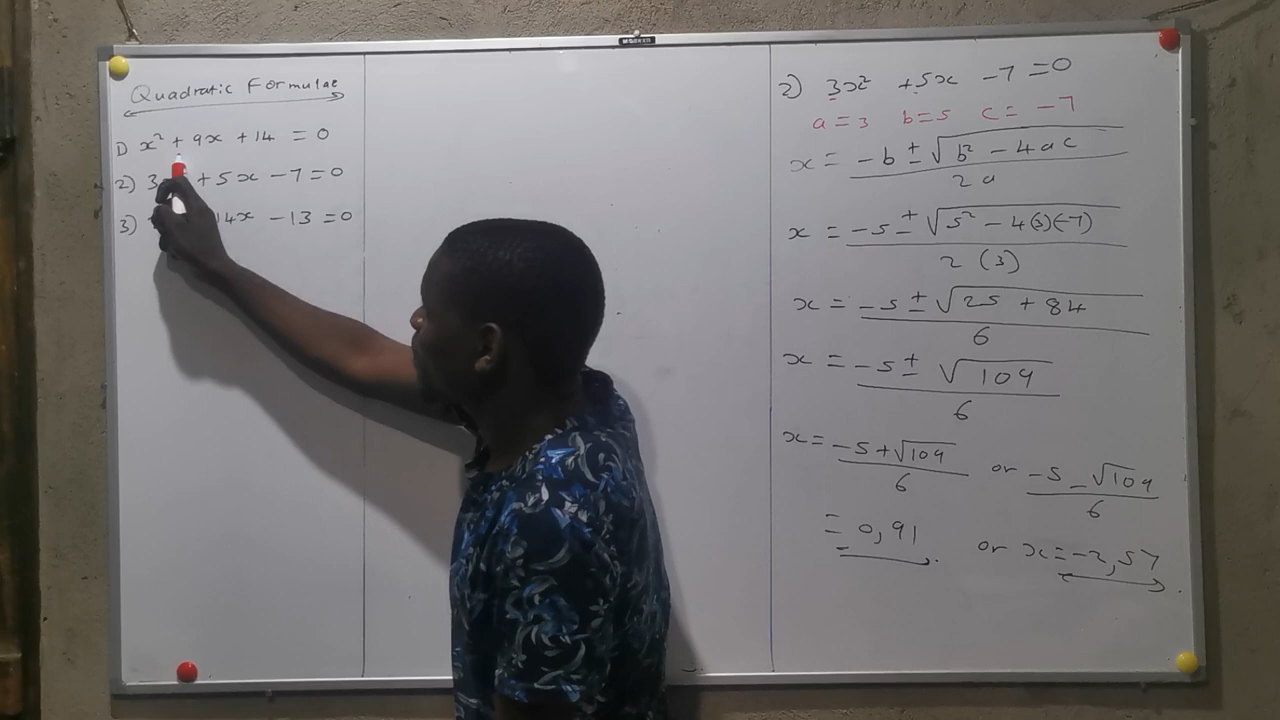 Quadratic Formulae
1) x² + 9x + 14 = 0
2) 3 + 5x - 7 = 0
3) 14x - 13 = 0
2) 3x² + 5x - 7 = 0
a = 3 b = 5 c = -7
x = -b ± √b² - 4ac
2a
x = -5 ± √5² - 4(3)(-7)
2 (3)
x = -5 ± √25 + 84
6
x = -5 ± √109
6
x = -5 + √109 or -5 - √109
6 6
= 0,91 or x = -2,57